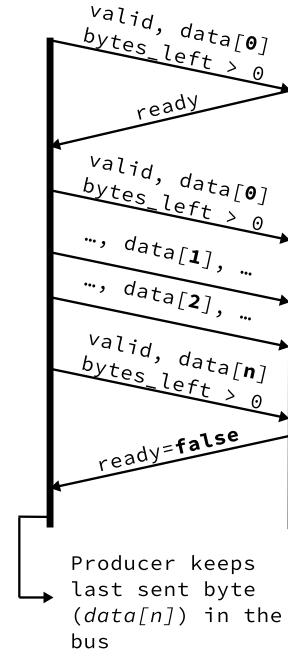 valid, data[0]
bytes_left > 0
ready
valid, data[0]
bytes_left > 0
…, data[1], …
…, data[2], …
valid, data[n]
bytes_left > 0
ready=false
Producer keeps
last sent byte
(data[n]) in the
bus